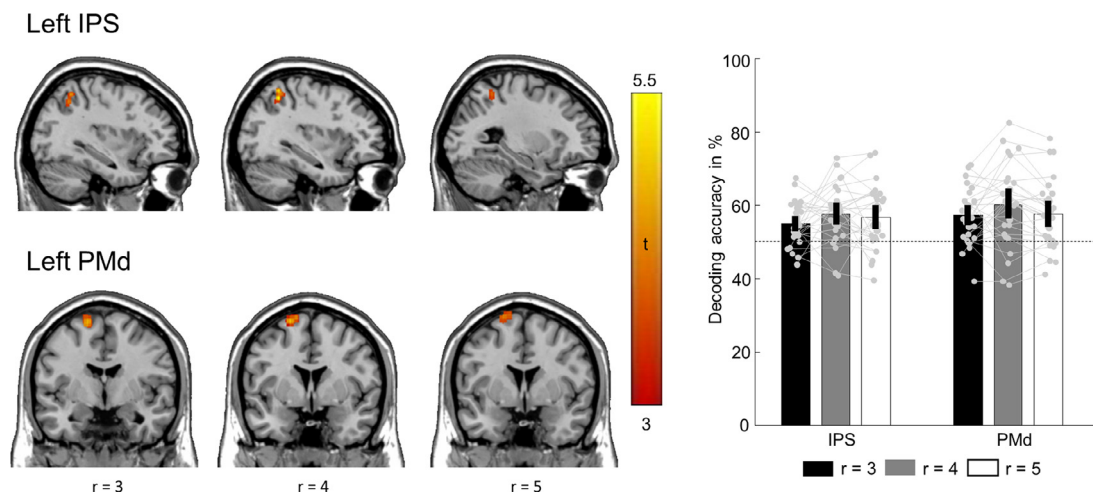 Left IPS
5.5
t
3
Left PMd
r = 3
r = 4
r = 5
100
80
60
40
20
0
Decoding accuracy in %
IPS
PMd
r = 3
r = 4
r = 5